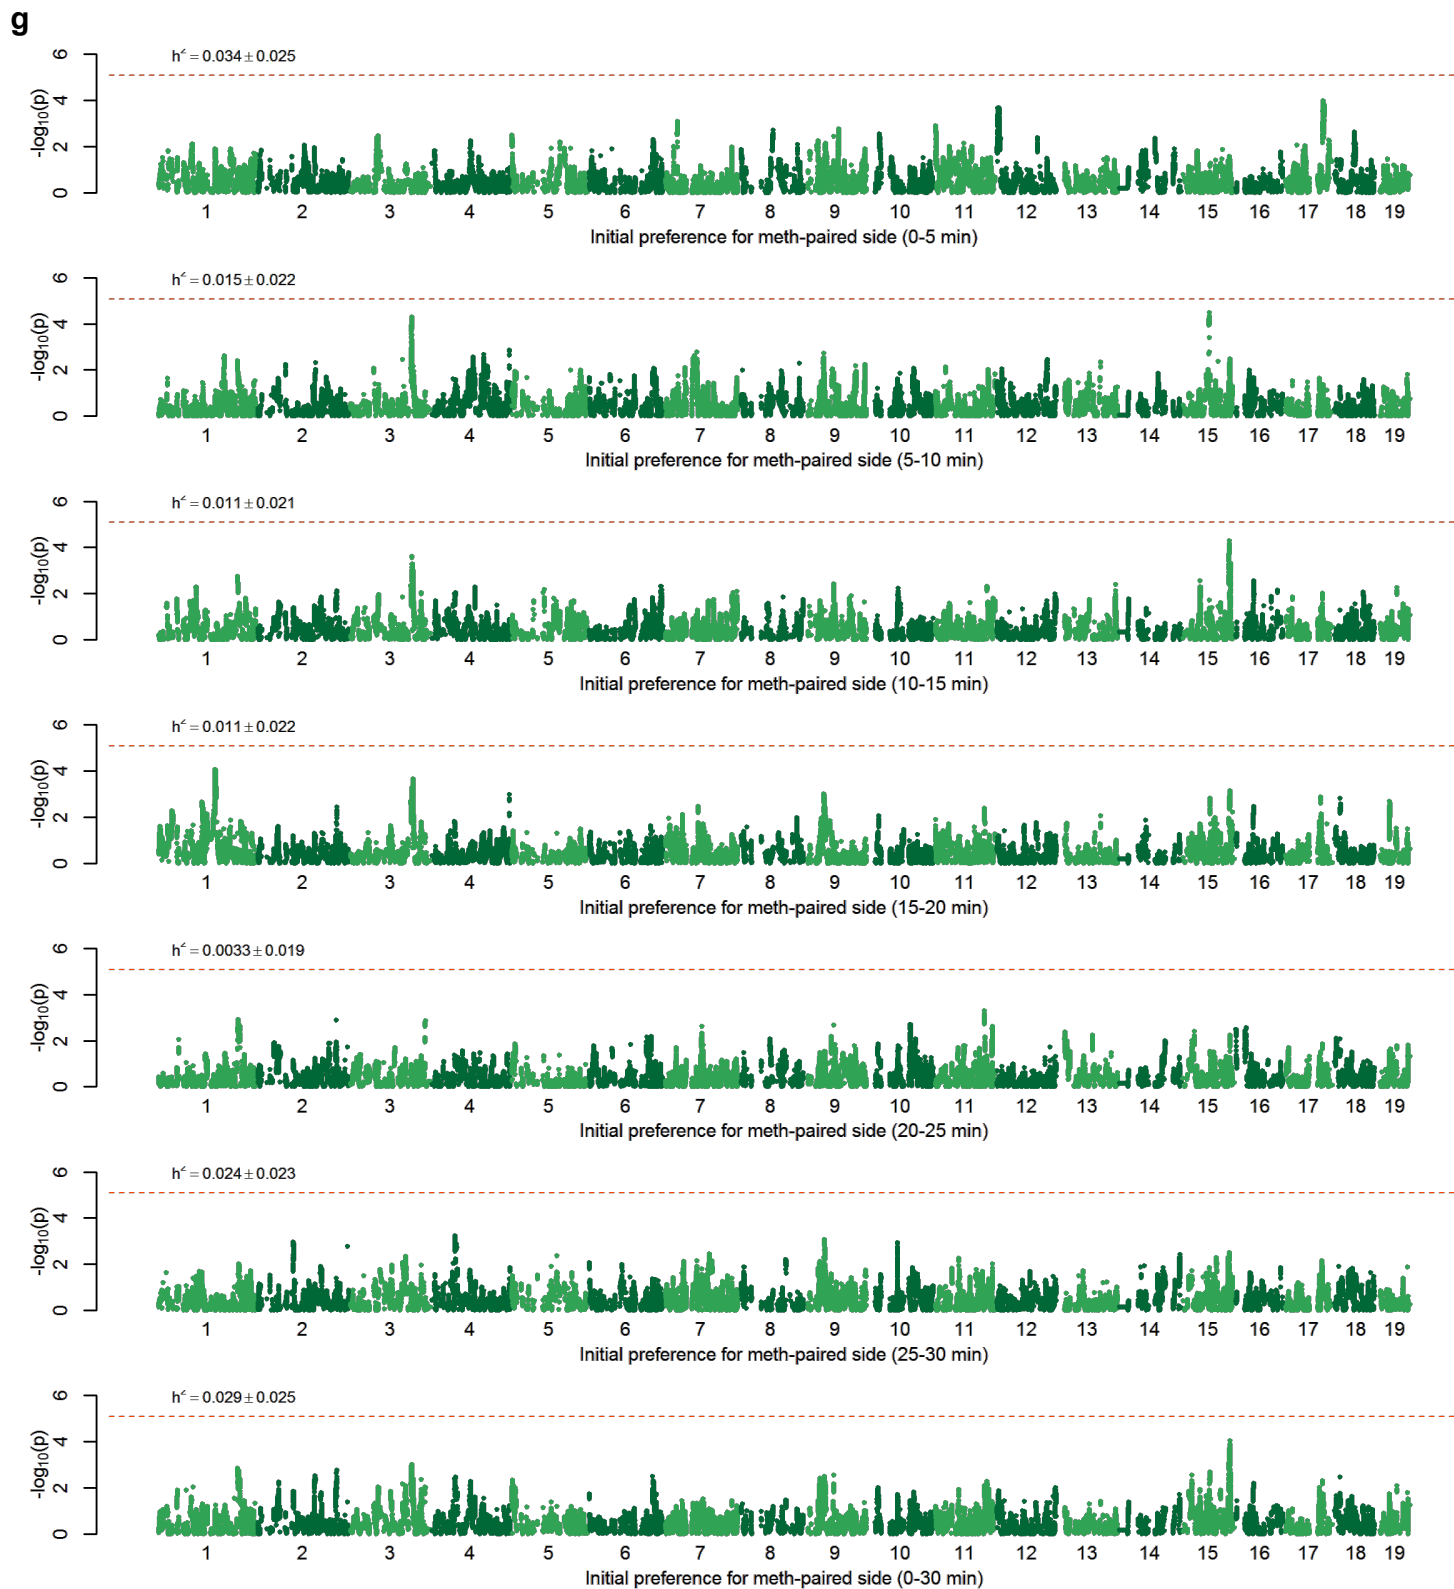 g
h² = 0.034 ± 0.025
6
4
2
0
-log₁₀(p)
1 2 3 4 5 6 7 8 9 10 11 12 13 14 15 16 17 18 19
Initial preference for meth-paired side (0-5 min)
h² = 0.015 ± 0.022
6
4
2
0
-log₁₀(p)
1 2 3 4 5 6 7 8 9 10 11 12 13 14 15 16 17 18 19
Initial preference for meth-paired side (5-10 min)
h² = 0.011 ± 0.021
6
4
2
0
-log₁₀(p)
1 2 3 4 5 6 7 8 9 10 11 12 13 14 15 16 17 18 19
Initial preference for meth-paired side (10-15 min)
h² = 0.011 ± 0.022
6
4
2
0
-log₁₀(p)
1 2 3 4 5 6 7 8 9 10 11 12 13 14 15 16 17 18 19
Initial preference for meth-paired side (15-20 min)
h² = 0.0033 ± 0.019
6
4
2
0
-log₁₀(p)
1 2 3 4 5 6 7 8 9 10 11 12 13 14 15 16 17 18 19
Initial preference for meth-paired side (20-25 min)
h² = 0.024 ± 0.023
6
4
2
0
-log₁₀(p)
1 2 3 4 5 6 7 8 9 10 11 12 13 14 15 16 17 18 19
Initial preference for meth-paired side (25-30 min)
h² = 0.029 ± 0.025
6
4
2
0
-log₁₀(p)
1 2 3 4 5 6 7 8 9 10 11 12 13 14 15 16 17 18 19
Initial preference for meth-paired side (0-30 min)